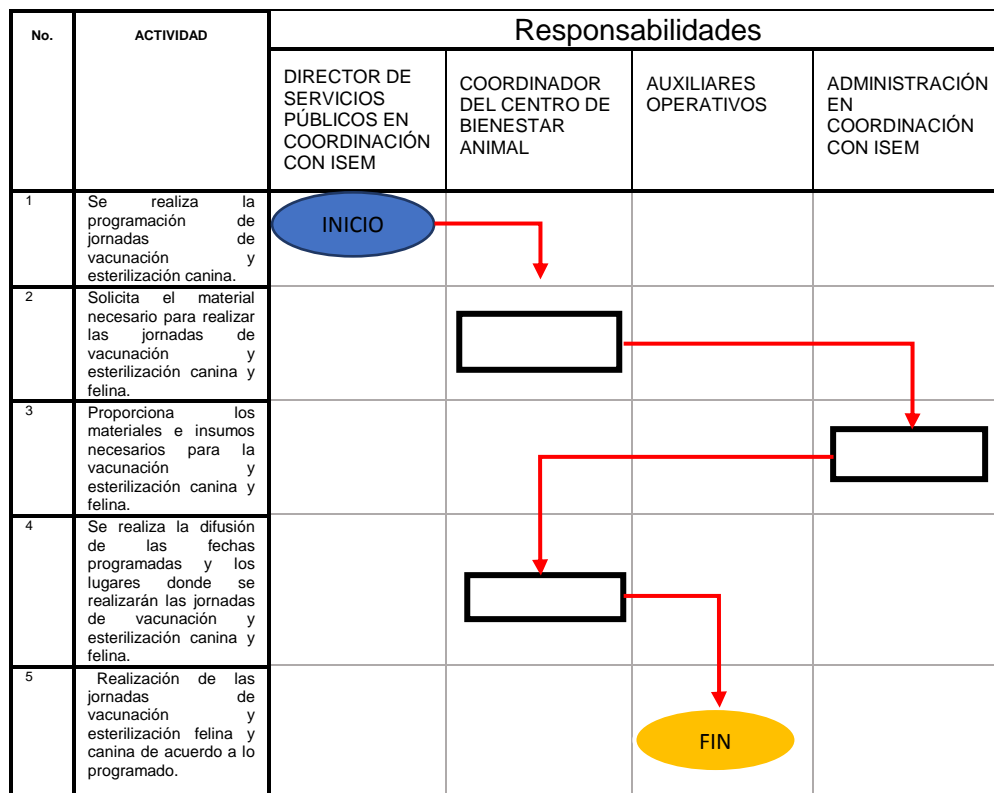 No.
ACTIVIDAD
Responsabilidades
DIRECTOR DE
SERVICIOS
PÚBLICOS EN
COORDINACIÓN
CON ISEM
COORDINADOR
DEL CENTRO DE
BIENESTAR
ANIMAL
AUXILIARES
OPERATIVOS
ADMINISTRACIÓN
EN
COORDINACIÓN
CON ISEM
1
Se realiza la
programación de
jornadas de
vacunación y
esterilización canina.
INICIO
2
Solicita el material
necesario para realizar
las jornadas de
vacunación y
esterilización canina y
felina.
3
Proporciona los
materiales e insumos
necesarios para la
vacunación y
esterilización canina y
felina.
4
Se realiza la difusión
de las fechas
programadas y los
lugares donde se
realizarán las jornadas
de vacunación y
esterilización canina y
felina.
5
Realización de las
jornadas de
vacunación y
esterilización felina y
canina de acuerdo a lo
programado.
FIN